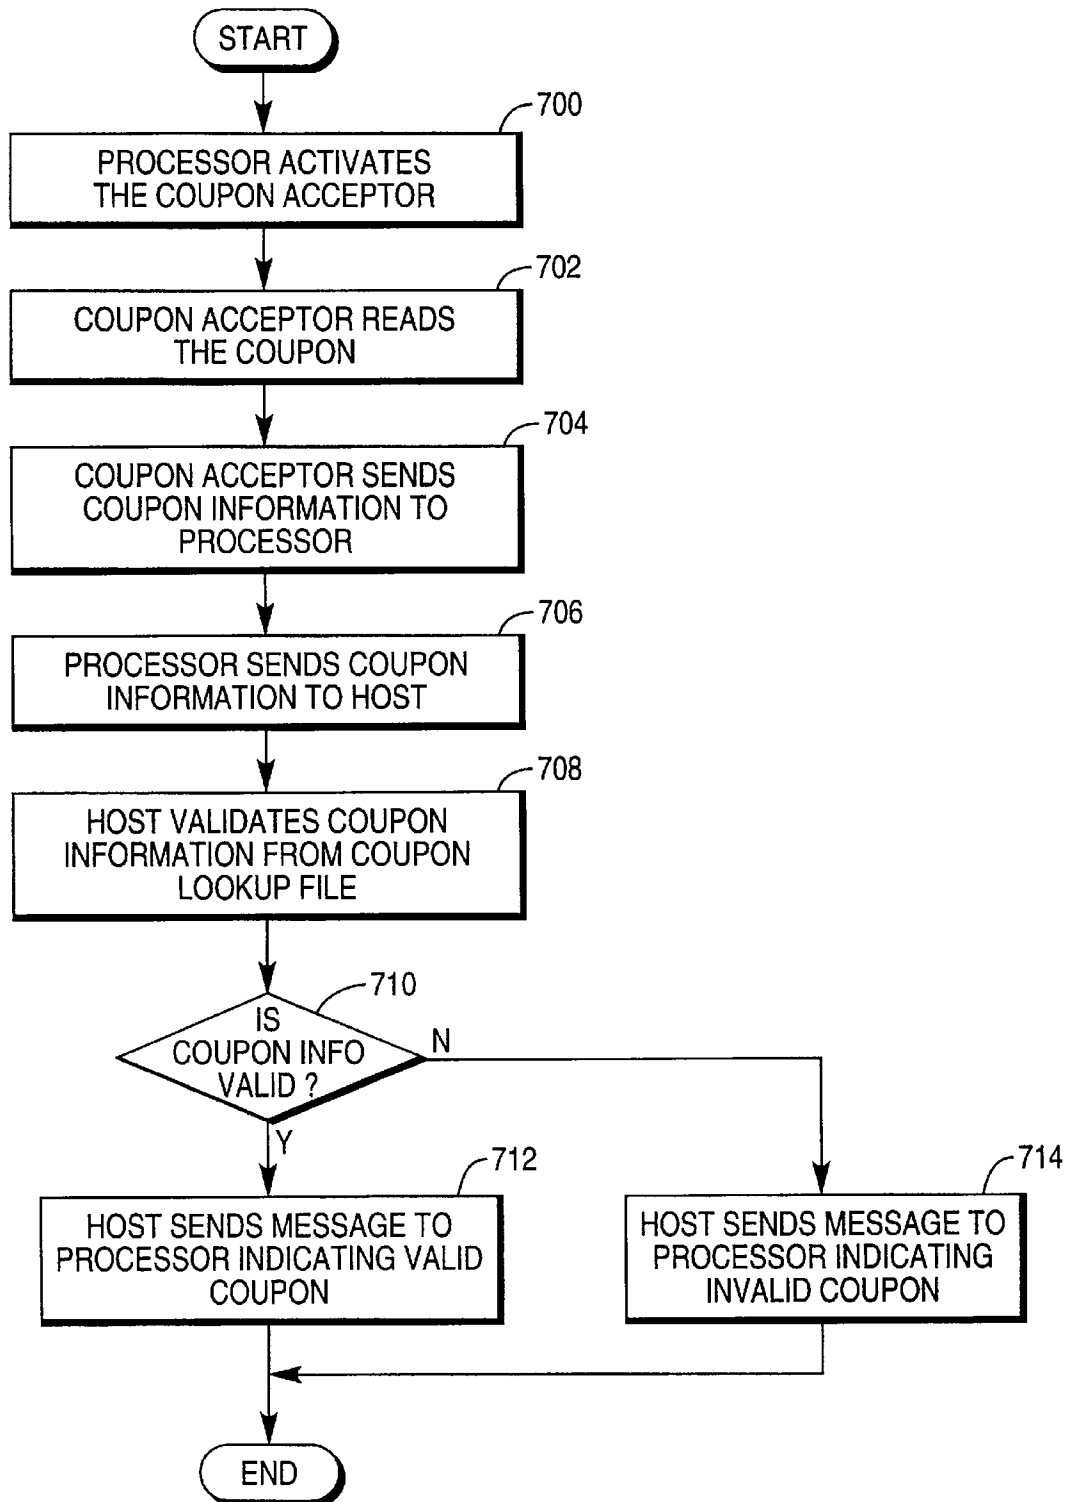 START
700
PROCESSOR ACTIVATES
THE COUPON ACCEPTOR
702
COUPON ACCEPTOR READS
THE COUPON
704
COUPON ACCEPTOR SENDS
COUPON INFORMATION TO
PROCESSOR
706
PROCESSOR SENDS COUPON
INFORMATION TO HOST
708
HOST VALIDATES COUPON
INFORMATION FROM COUPON
LOOKUP FILE
710
IS
COUPON INFO
VALID ?
N
Y
712
HOST SENDS MESSAGE TO
PROCESSOR INDICATING VALID
COUPON
714
HOST SENDS MESSAGE TO
PROCESSOR INDICATING
INVALID COUPON
END